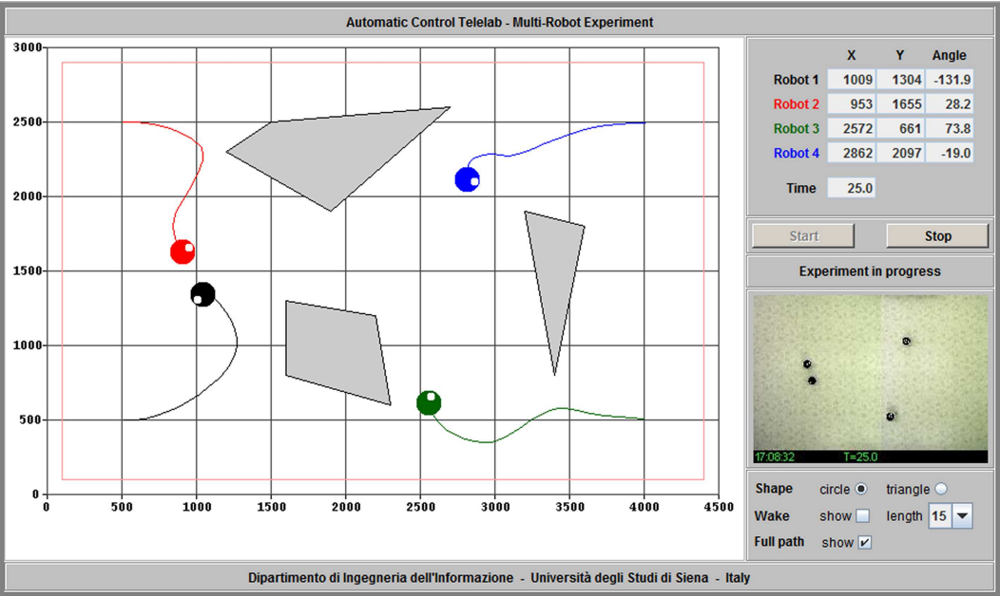 Automatic Control Telelab - Multi-Robot Experiment
3000
2500
2000
1500
1000
500
0
0 500 1000 1500 2000 2500 3000 3500 4000 4500
X Y Angle
Robot 1 1009 1304 -131.9
Robot 2 953 1655 28.2
Robot 3 2572 661 73.8
Robot 4 2862 2097 -19.0
Time 25.0
Start Stop
Experiment in progress
17:08:32 T=25.0
Shape circle triangle
Wake show length 15
Full path show
Dipartimento di Ingegneria dell'Informazione - Università degli Studi di Siena - Italy